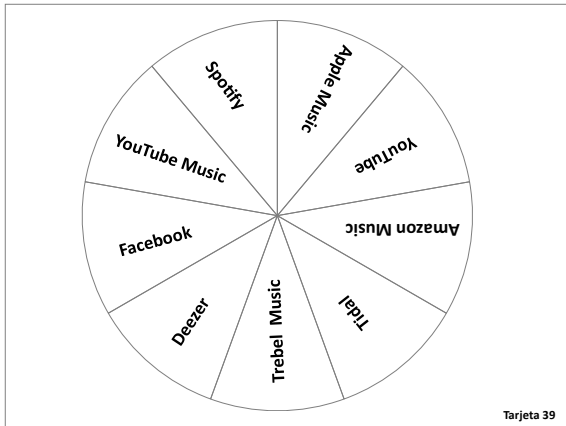 Apple Music
YouTube
Amazon Music
Tidal
Trebel Music
Deezer
Facebook
YouTube Music
Spotify
Tarjeta 39